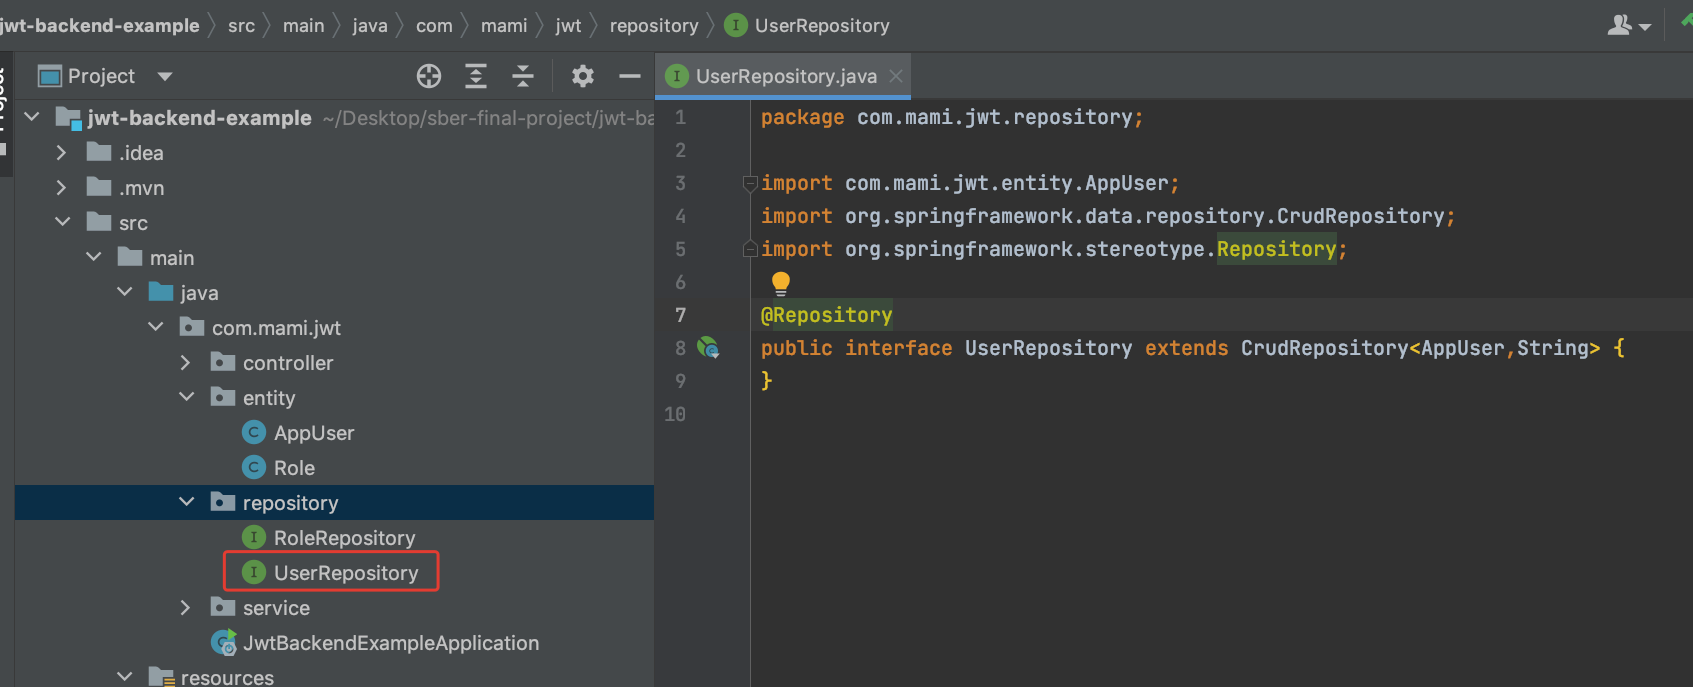 jwt-backend-example src main java com mami jwt repository UserRepository
Project
Project
UserRepository.java
jwt-backend-example ~/Desktop/sber-final-project/jwt-ba
.idea
.mvn
src
main
java
com.mami.jwt
controller
entity
AppUser
Role
repository
RoleRepository
UserRepository
service
JwtBackendExampleApplication
resources
1 package com.mami.jwt.repository;
2
3 import com.mami.jwt.entity.AppUser;
4 import org.springframework.data.repository.CrudRepository;
5 import org.springframework.stereotype.Repository;
6
7 @Repository
8 public interface UserRepository extends CrudRepository<AppUser,String> {
9 }
10